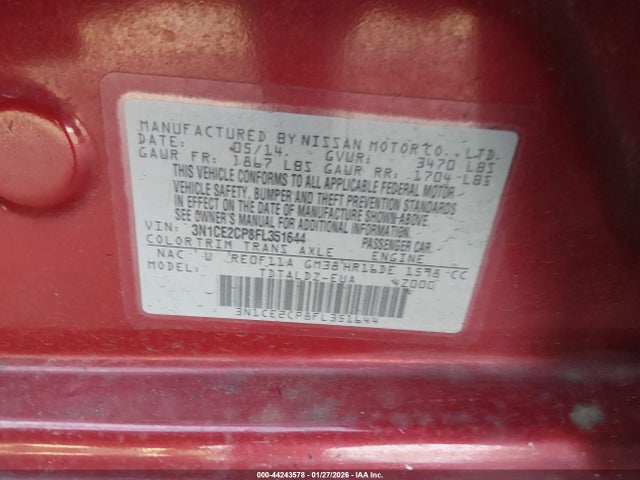 MANUFACTURED BY NISSAN MOTOR CO., LTD.
DATE: 05/14 GVWR: 3470 LBS
GAWR FR: 1867 LBS GAWR RR: 1704 LBS
THIS VEHICLE CONFORMS TO ALL APPLICABLE FEDERAL MOTOR
VEHICLE SAFETY, BUMPER AND THEFT PREVENTION STANDARDS
IN EFFECT ON THE DATE OF MANUFACTURE SHOWN ABOVE.
SEE OWNER'S MANUAL FOR ADDITIONAL INFORMATION.
VIN: 3N1CE2CP8FL351644 PASSENGER CAR
COLOR TRIM TRANS AXLE ENGINE
NAC U RE0F11A GM38 HR16DE 1598 CC
MODEL: TDTALDZ-EUA 4Z000
3N1CE2CP8FL351644
000-44243578 - 01/27/2026 - IAA Inc.